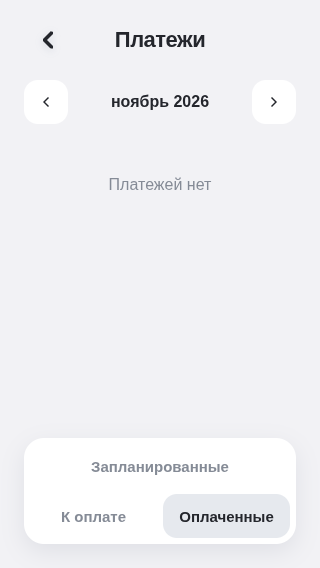 Платежи
ноябрь 2026
Платежей нет
Запланированные
К оплате
Оплаченные